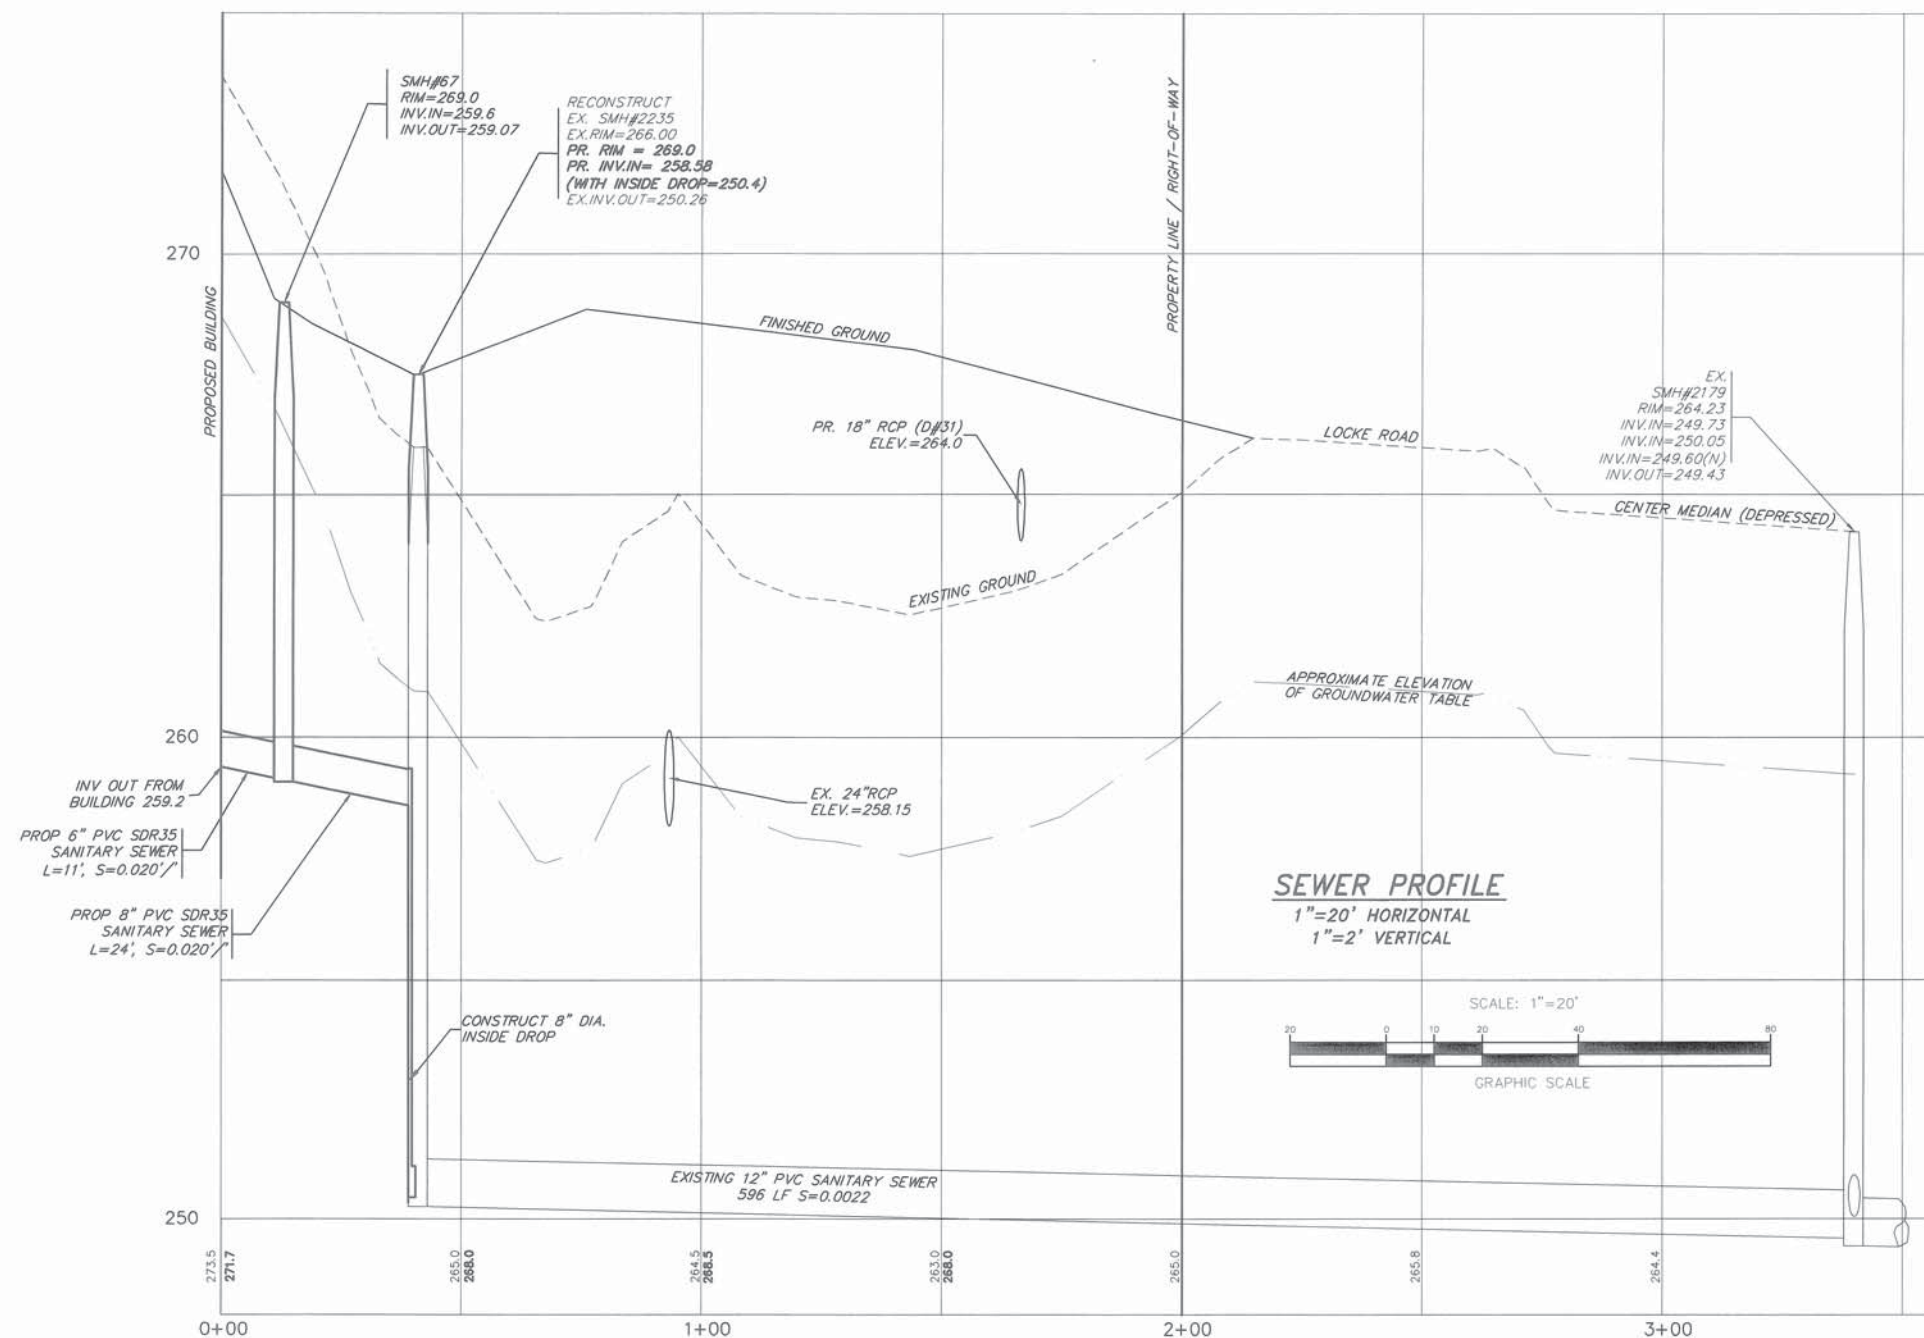 SMH#67
RIM=269.0
INV.IN=259.6
INV.OUT=259.07
RECONSTRUCT
EX. SMH#2235
EX.RIM=266.00
PR. RIM = 269.0
PR. INV.IN= 258.58
(WITH INSIDE DROP=250.4)
EX.INV.OUT=250.26
PROPERTY LINE / RIGHT-OF-WAY
270
PROPOSED BUILDING
FINISHED GROUND
PR. 18" RCP (D#31)
ELEV.=264.0
LOCKE ROAD
EX.
SMH#2179
RIM=264.23
INV.IN=249.73
INV.IN=250.05
INV.IN=249.60(N)
INV.OUT=249.43
CENTER MEDIAN (DEPRESSED)
EXISTING GROUND
APPROXIMATE ELEVATION
OF GROUNDWATER TABLE
260
INV OUT FROM
BUILDING 259.2
EX. 24"RCP
ELEV.=258.15
PROP 6" PVC SDR35
SANITARY SEWER
L=11', S=0.020'/'
PROP 8" PVC SDR35
SANITARY SEWER
L=24', S=0.020'/'
SEWER PROFILE
1"=20' HORIZONTAL
1"=2' VERTICAL
SCALE: 1"=20'
20 0 10 20 40 80
GRAPHIC SCALE
CONSTRUCT 8" DIA.
INSIDE DROP
EXISTING 12" PVC SANITARY SEWER
596 LF S=0.0022
250
273.5
271.7
265.0
268.0
264.5
268.5
263.0
268.0
265.0
265.8
264.4
0+00
1+00
2+00
3+00